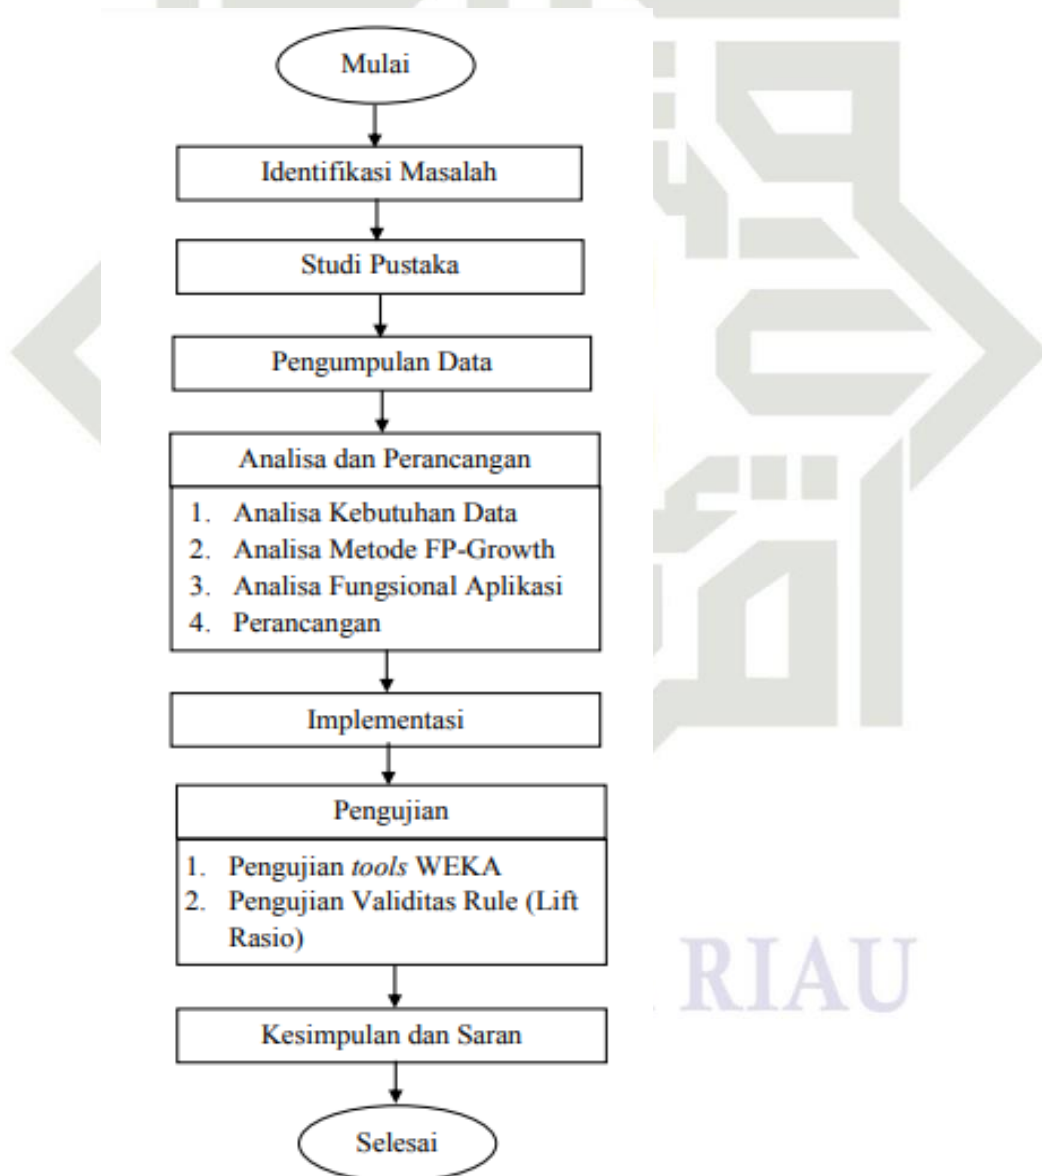 Mulai
Identifikasi Masalah
Studi Pustaka
Pengumpulan Data
Analisa dan Perancangan
1. Analisa Kebutuhan Data
2. Analisa Metode FP-Growth
3. Analisa Fungsional Aplikasi
4. Perancangan
Implementasi
Pengujian
1. Pengujian tools WEKA
2. Pengujian Validitas Rule (Lift
Rasio)
RIAU
Kesimpulan dan Saran
Selesai